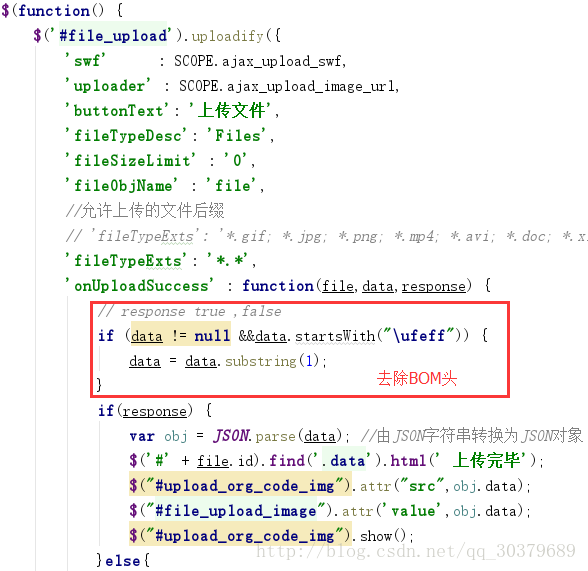 $(function() {
$('#file_upload').uploadify({
'swf' : SCOPE.ajax_upload_swf,
'uploader' : SCOPE.ajax_upload_image_url,
'buttonText': '上传文件',
'fileTypeDesc': 'Files',
'fileSizeLimit' : '0',
'fileObjName' : 'file',
//允许上传的文件后缀
// 'fileTypeExts': '*.gif; *.jpg; *.png; *.mp4; *.avi; *.doc; *.x
'fileTypeExts': '*.*',
'onUploadSuccess' : function(file,data,response) {
// response true ,false
if (data != null &&data.startsWith("\ufeff")) {
data = data.substring(1);
去除BOM头
}
if(response) {
var obj = JSON.parse(data); //由JSON字符串转换为JSON对象
$('#' + file.id).find('.data').html(' 上传完毕');
$("#upload_org_code_img").attr("src",obj.data);
$("#file_upload_image").attr('value',obj.data);
$("#upload_org_code_img").show();
}else{
http://blog.csdn.net/qq_30379689